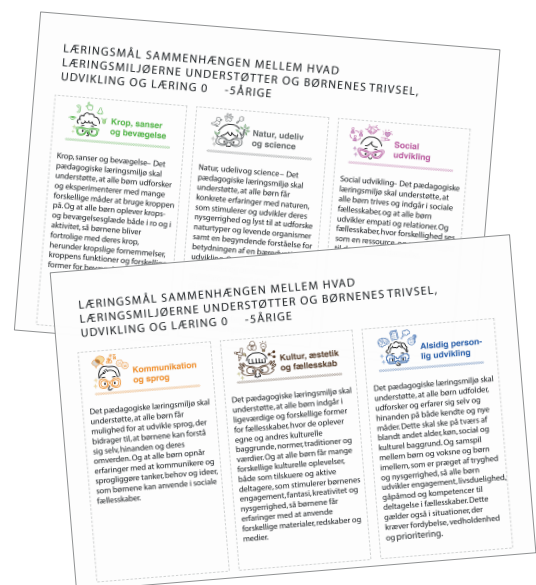 LÆRINGSMÅL SAMMENHÆNGEN MELLEM HVAD
LÆRINGSMILJØERNE UNDERSTØTTER OG BØRNENES TRIVSEL,
UDVIKLING OG LÆRING 0 -5ÅRIGE
Krop, sanser
og bevægelse
Krop, sanser og bevægelse– Det
pædagogiske læringsmiljø skal
understøtte, at alle børn udforsker
og eksperimenterer med mange
forskellige måder at bruge kroppen
på. Og at alle børn oplever krops-
og bevægelsesglæde både i ro og i
aktivitet, så børnene bliver
fortrolige med deres krop,
herunder kropslige fornemmelser,
kroppens funktioner og
former for
Natur, udeliv
og science
Natur, udelivog science – Det
pædagogiske læringsmiljø skal
understøtte, at alle børn får
konkrete erfaringer med naturen,
som stimulerer og udvikler deres
nysgerrighed og lyst til at udforske
naturtyper og levende organismer
samt en begyndende forståelse for
betydningen af en
Social
udvikling
Social udvikling- Det pædagogiske
læringsmiljø skal understøtte, at
alle børn trives og indgår i sociale
fællesskaber, og at alle børn
udvikler empati og relationer. Og
fællesskaber, hvor forskellighed ses
som en ressource
LÆRINGSMÅL SAMMENHÆNGEN MELLEM HVAD
LÆRINGSMILJØERNE UNDERSTØTTER OG BØRNENES TRIVSEL,
UDVIKLING OG LÆRING 0 -5ÅRIGE
Kommunikation
og sprog
Det pædagogiske læringsmiljø skal
understøtte, at alle børn får
mulighed for at udvikle sprog, der
bidrager til, at børnene kan forstå
sig selv, hinanden og deres
omverden. Og at alle børn opnår
erfaringer med at kommunikere og
sprogliggøre tanker, behov og ideer,
som børnene kan anvende i sociale
fællesskaber.
Kultur, æstetik
og fællesskab
Det pædagogiske læringsmiljø skal
understøtte, at alle børn indgår i
ligeværdige og forskellige former
for fællesskaber, hvor de oplever
egne og andres kulturelle
baggrunde, normer, traditioner og
værdier. Og at alle børn får mange
forskellige kulturelle oplevelser,
både som tilskuere og aktive
deltagere, som stimulerer børnenes
engagement, fantasi, kreativitet og
nysgerrighed, så børnene får
erfaringer med at anvende
forskellige materialer, redskaber og
medier.
Alsidig person-
lig udvikling
Det pædagogiske læringsmiljø skal
understøtte, at alle børn udfolder,
udforsker og erfarer sig selv og
hinanden på både kendte og nye
måder. Dette skal ske på tværs af
blandt andet alder, køn, social og
kulturel baggrund. Og samspil
mellem børn og voksne og børn
imellem, som er præget af tryghed
og nysgerrighed, så alle børn
udvikler engagement, livsduelighed,
gåpåmod og kompetencer til
deltagelse i fællesskaber. Dette
gælder også i situationer, der
kræver fordybelse, vedholdenhed
og prioritering.